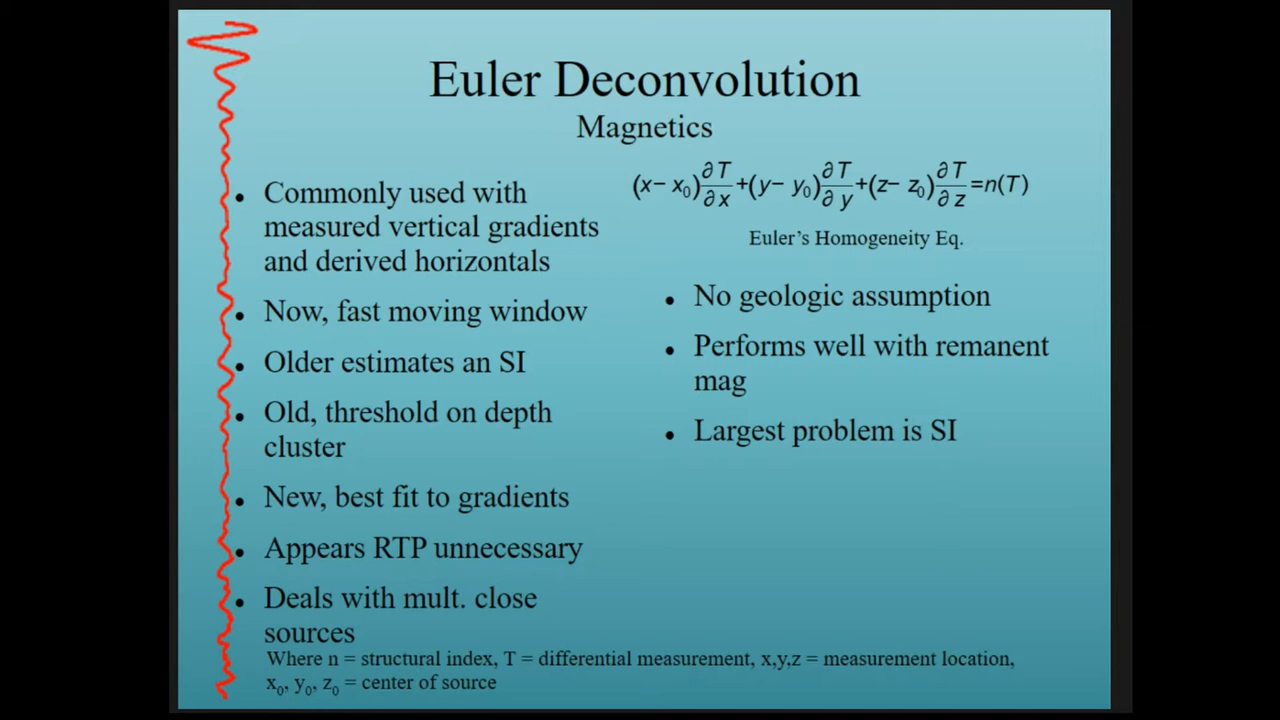 Euler Deconvolution
Magnetics
• Commonly used with
measured vertical gradients
and derived horizontals
• Now, fast moving window
• Older estimates an SI
• Old, threshold on depth
cluster
• New, best fit to gradients
• Appears RTP unnecessary
• Deals with mult. close
sources
(x− x₀)∂T/∂x+(y− y₀)∂T/∂y+(z− z₀)∂T/∂z=n(T)
Euler’s Homogeneity Eq.
• No geologic assumption
• Performs well with remanent
mag
• Largest problem is SI
Where n = structural index, T = differential measurement, x,y,z = measurement location,
x₀, y₀, z₀ = center of source